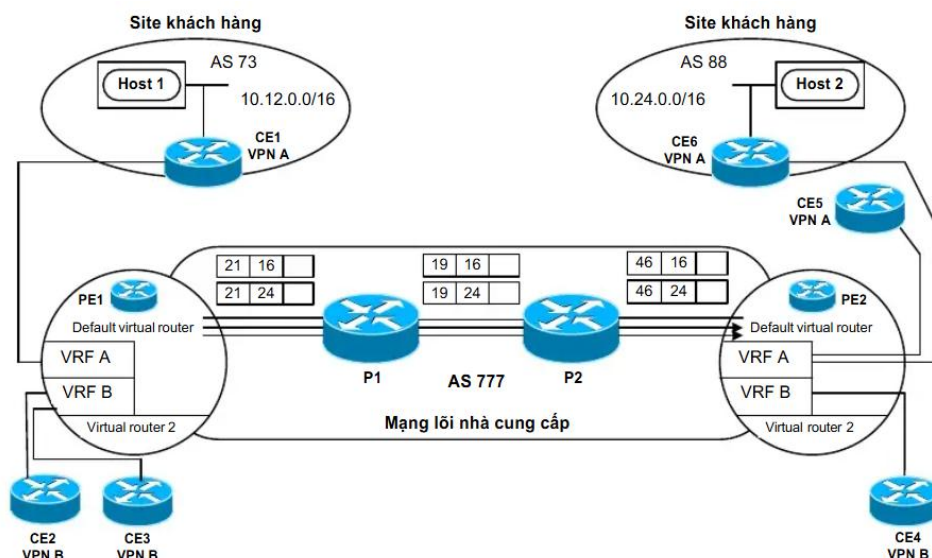 Site khách hàng
Site khách hàng
AS 73
Host 1
10.12.0.0/16
CE1
VPN A
AS 88
Host 2
10.24.0.0/16
CE6
VPN A
CE5
VPN A
21 16
21 24
19 16
19 24
46 16
46 24
PE1
Default virtual router
VRF A
VRF B
Virtual router 2
P1
AS 777
P2
Mạng lõi nhà cung cấp
PE2
Default virtual router
VRF A
VRF B
Virtual router 2
CE2
VPN B
CE3
VPN B
CE4
VPN B